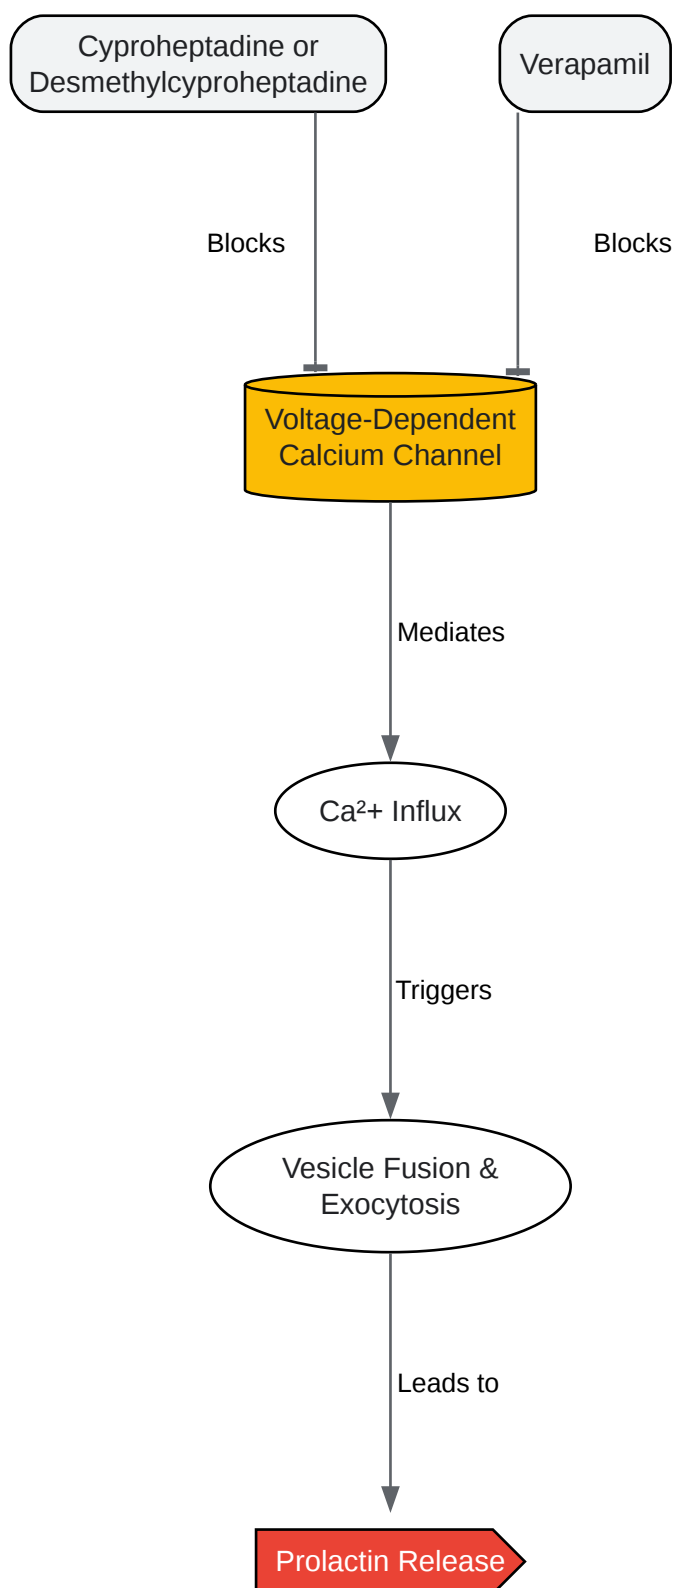 Cyproheptadine or
Desmethylcyproheptadine
Verapamil
Blocks
Blocks
Voltage-Dependent
Calcium Channel
Mediates
Ca²+ Influx
Triggers
Vesicle Fusion &
Exocytosis
Leads to
Prolactin Release